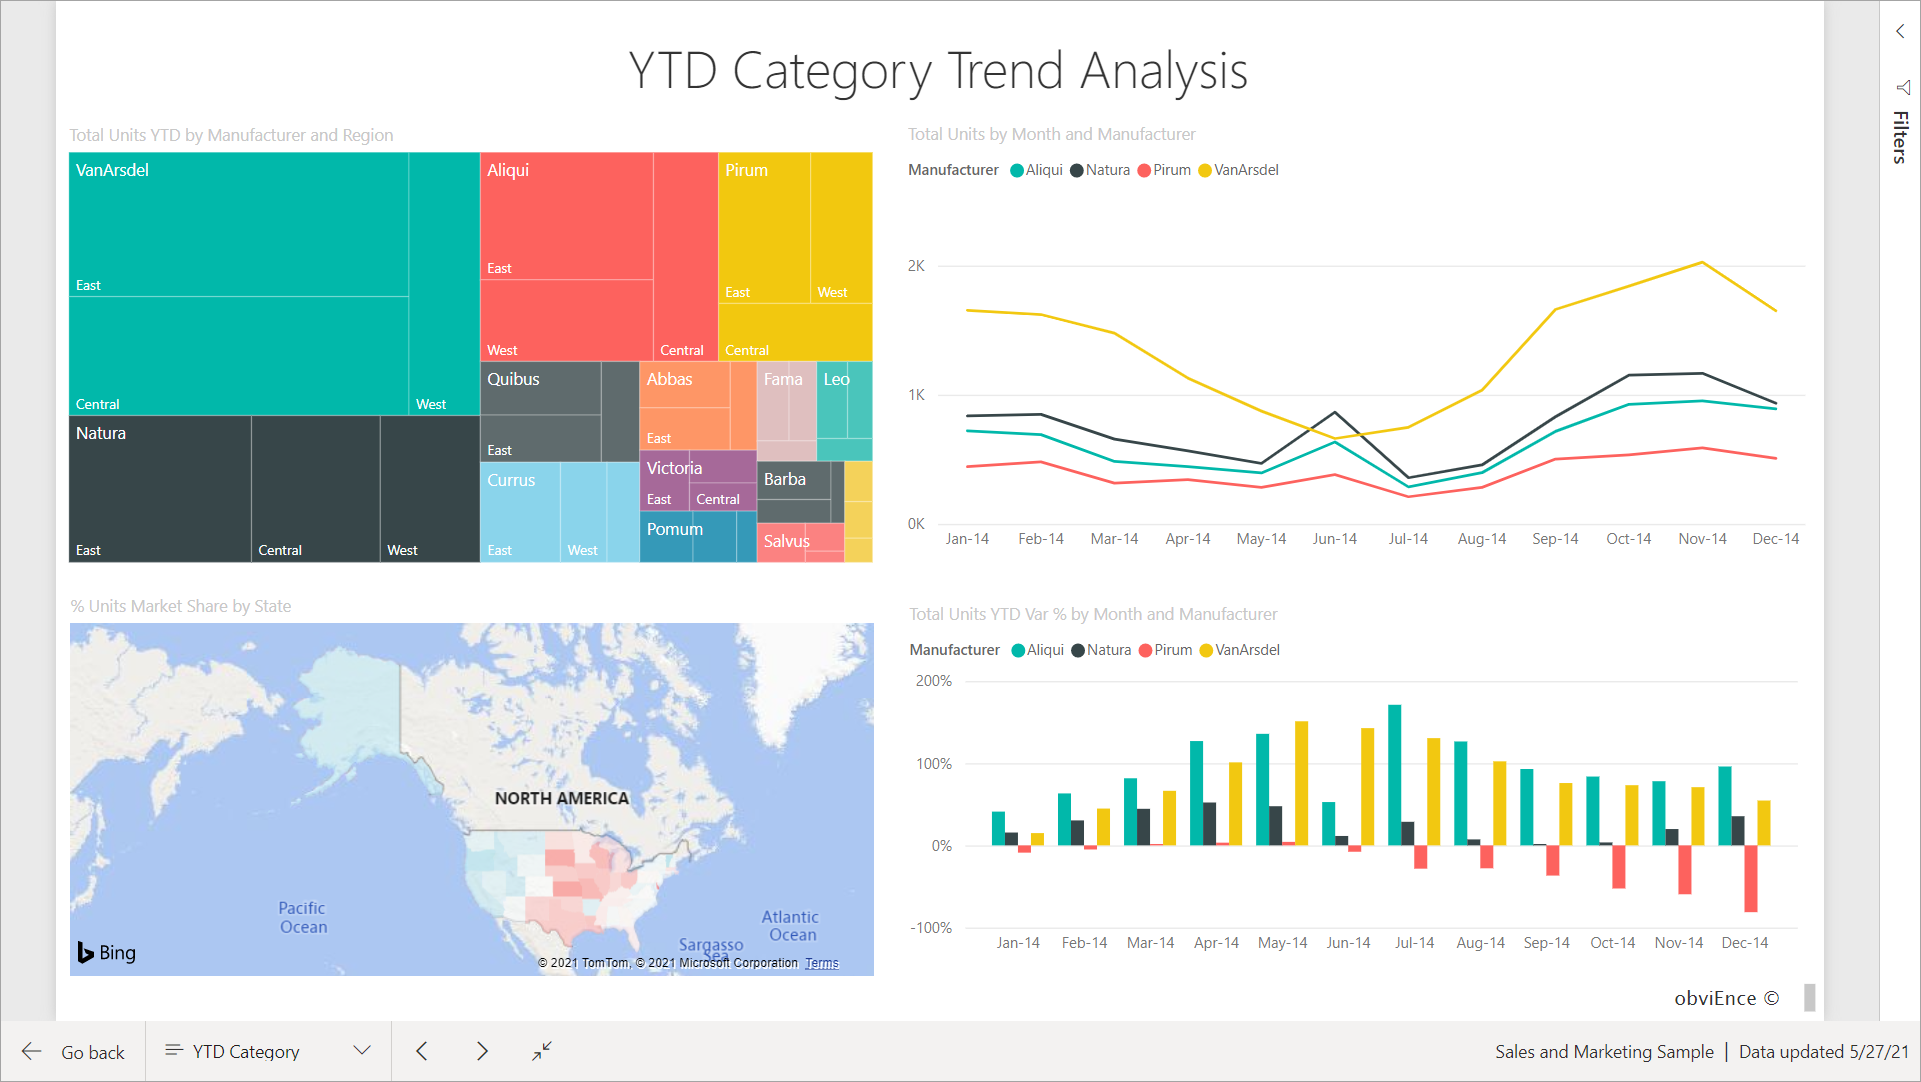 YTD Category Trend Analysis
Filters
Total Units YTD by Manufacturer and Region
VanArsdel
East
Central
West
Natura
East
Central
West
Aliqui
East
West
Central
Pirum
East
West
Central
Quibus
East
Currus
East
West
Abbas
East
Victoria
East
Central
Pomum
Fama
Leo
Barba
Salvus
Total Units by Month and Manufacturer
Manufacturer Aliqui Natura Pirum VanArsdel
2K
1K
0K
Jan-14 Feb-14 Mar-14 Apr-14 May-14 Jun-14 Jul-14 Aug-14 Sep-14 Oct-14 Nov-14 Dec-14
% Units Market Share by State
NORTH AMERICA
Pacific
Ocean
Atlantic
Ocean
Sargasso
Sea
Bing
© 2021 TomTom, © 2021 Microsoft Corporation Terms
Total Units YTD Var % by Month and Manufacturer
Manufacturer Aliqui Natura Pirum VanArsdel
200%
100%
0%
-100%
Jan-14 Feb-14 Mar-14 Apr-14 May-14 Jun-14 Jul-14 Aug-14 Sep-14 Oct-14 Nov-14 Dec-14
obviEnce ©
Go back
YTD Category
Sales and Marketing Sample | Data updated 5/27/21